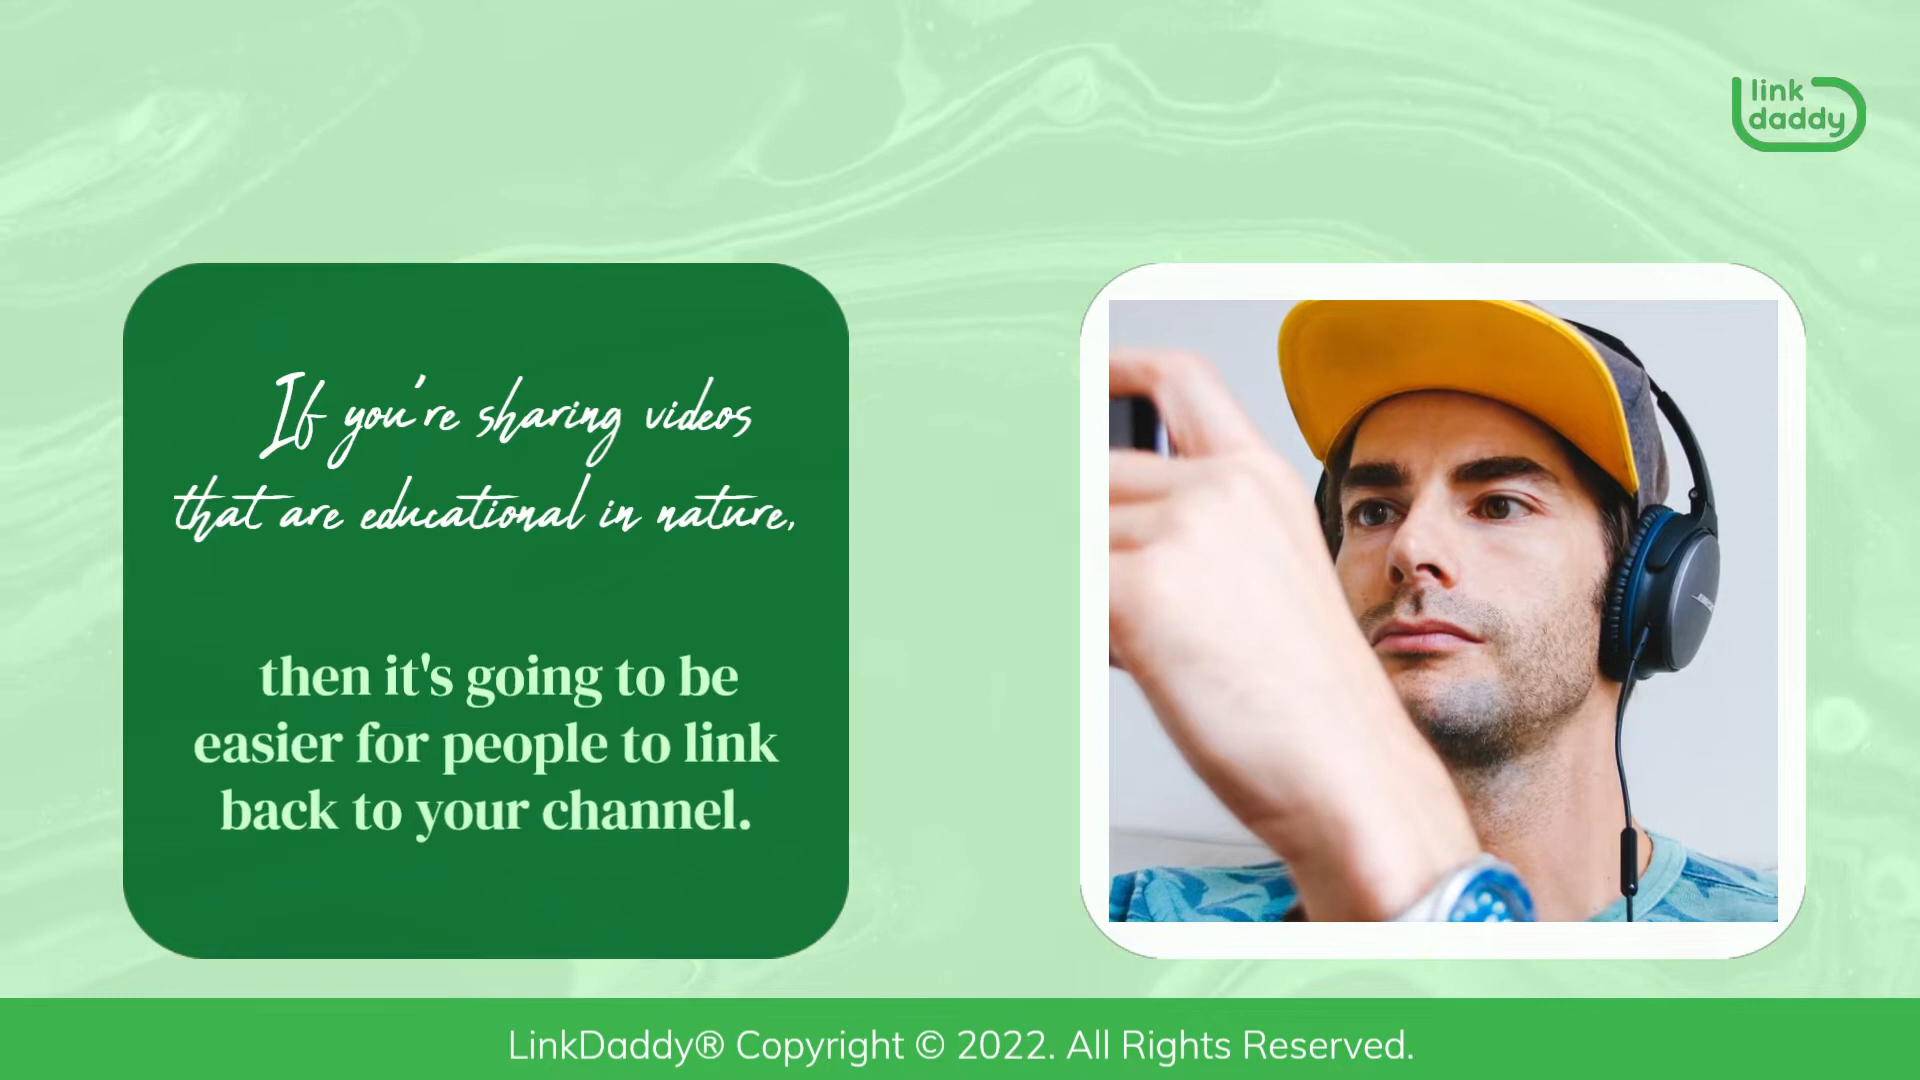 link
daddy
If you're sharing videos
that are educational in nature,
then it's going to be
easier for people to link
back to your channel.
LinkDaddy® Copyright © 2022. All Rights Reserved.